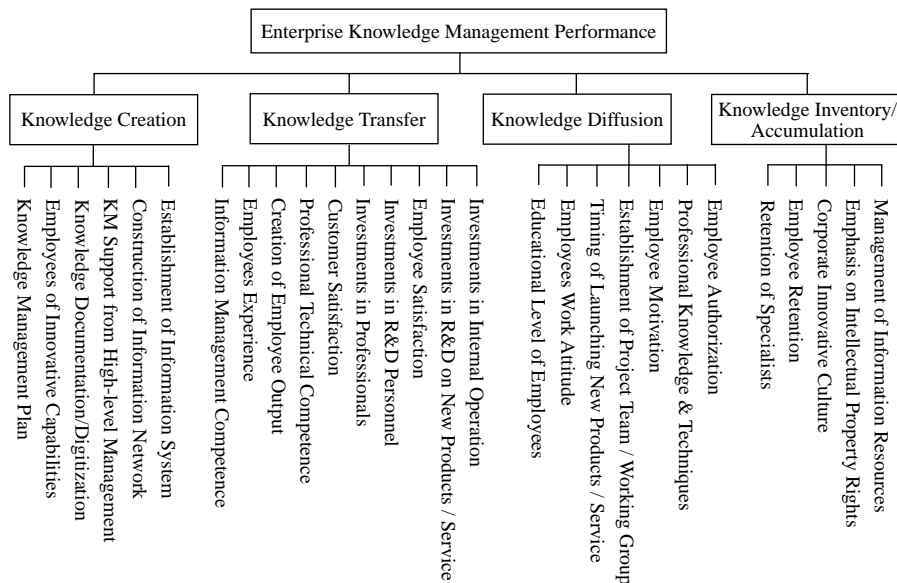 Enterprise Knowledge Management Performance
Knowledge Creation
Knowledge Transfer
Knowledge Diffusion
Knowledge Inventory/
Accumulation
Knowledge Management Plan
Employees of Innovative Capabilities
Knowledge Documentation/Digitization
KM Support from High-level Management
Construction of Information Network
Establishment of Information System
Information Management Competence
Employees Experience
Creation of Employee Output
Professional Technical Competence
Customer Satisfaction
Investments in Professionals
Investments in R&D Personnel
Employee Satisfaction
Investments in R&D on New Products / Service
Investments in Internal Operation
Educational Level of Employees
Employees Work Attitude
Timing of Launching New Products / Service
Establishment of Project Team / Working Group
Employee Motivation
Professional Knowledge & Techniques
Employee Authorization
Retention of Specialists
Employee Retention
Corporate Innovative Culture
Emphasis on Intellectual Property Rights
Management of Information Resources